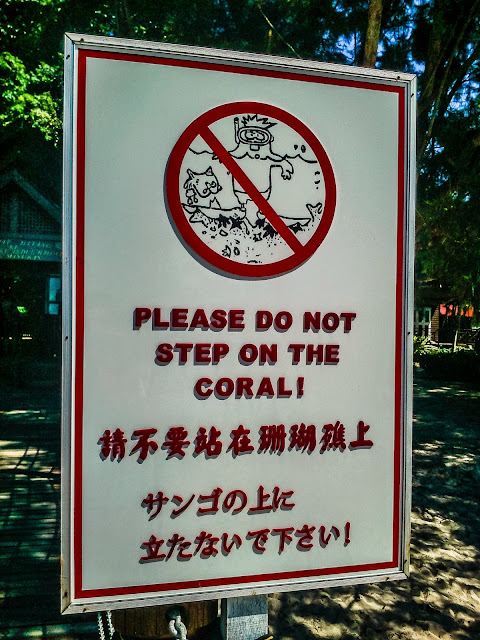 PLEASE DO NOT
STEP ON THE
CORAL!
請不要站在珊瑚礁上
サンゴの上に
立たないで下さい!